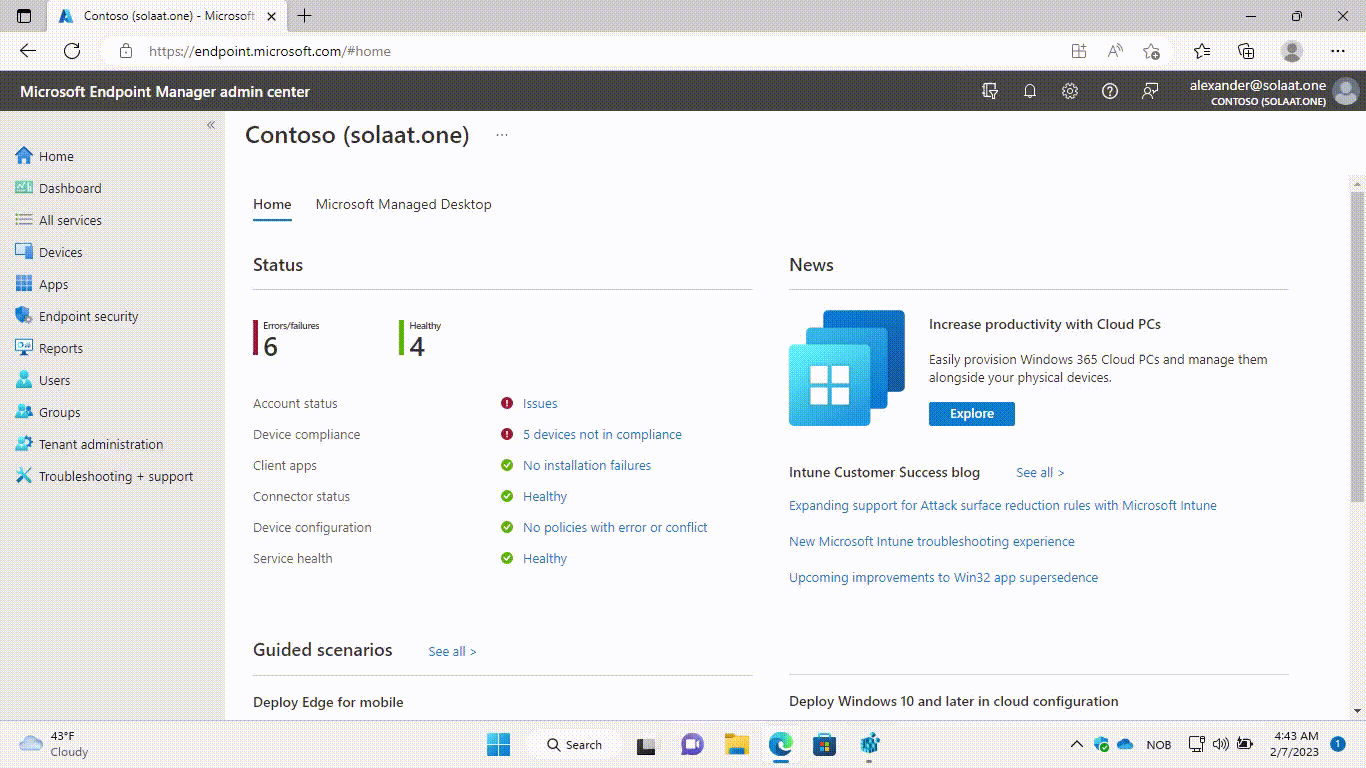 Contoso (solaat.one) - Microsoft
https://endpoint.microsoft.com/#home
Microsoft Endpoint Manager admin center
alexander@solaat.one
CONTOSO (SOLAAT.ONE)
Home
Dashboard
All services
Devices
Apps
Endpoint security
Reports
Users
Groups
Tenant administration
Troubleshooting + support
Contoso (solaat.one) ...
Home Microsoft Managed Desktop
Status
Errors/failures
6
Healthy
4
Account status Issues
Device compliance 5 devices not in compliance
Client apps No installation failures
Connector status Healthy
Device configuration No policies with error or conflict
Service health Healthy
News
Increase productivity with Cloud PCs
Easily provision Windows 365 Cloud PCs and manage them
alongside your physical devices.
Explore
Intune Customer Success blog See all >
Expanding support for Attack surface reduction rules with Microsoft Intune
New Microsoft Intune troubleshooting experience
Upcoming improvements to Win32 app supersedence
Guided scenarios See all >
Deploy Edge for mobile
Deploy Windows 10 and later in cloud configuration
43°F
Cloudy
Search
NOB
4:43 AM
2/7/2023
1